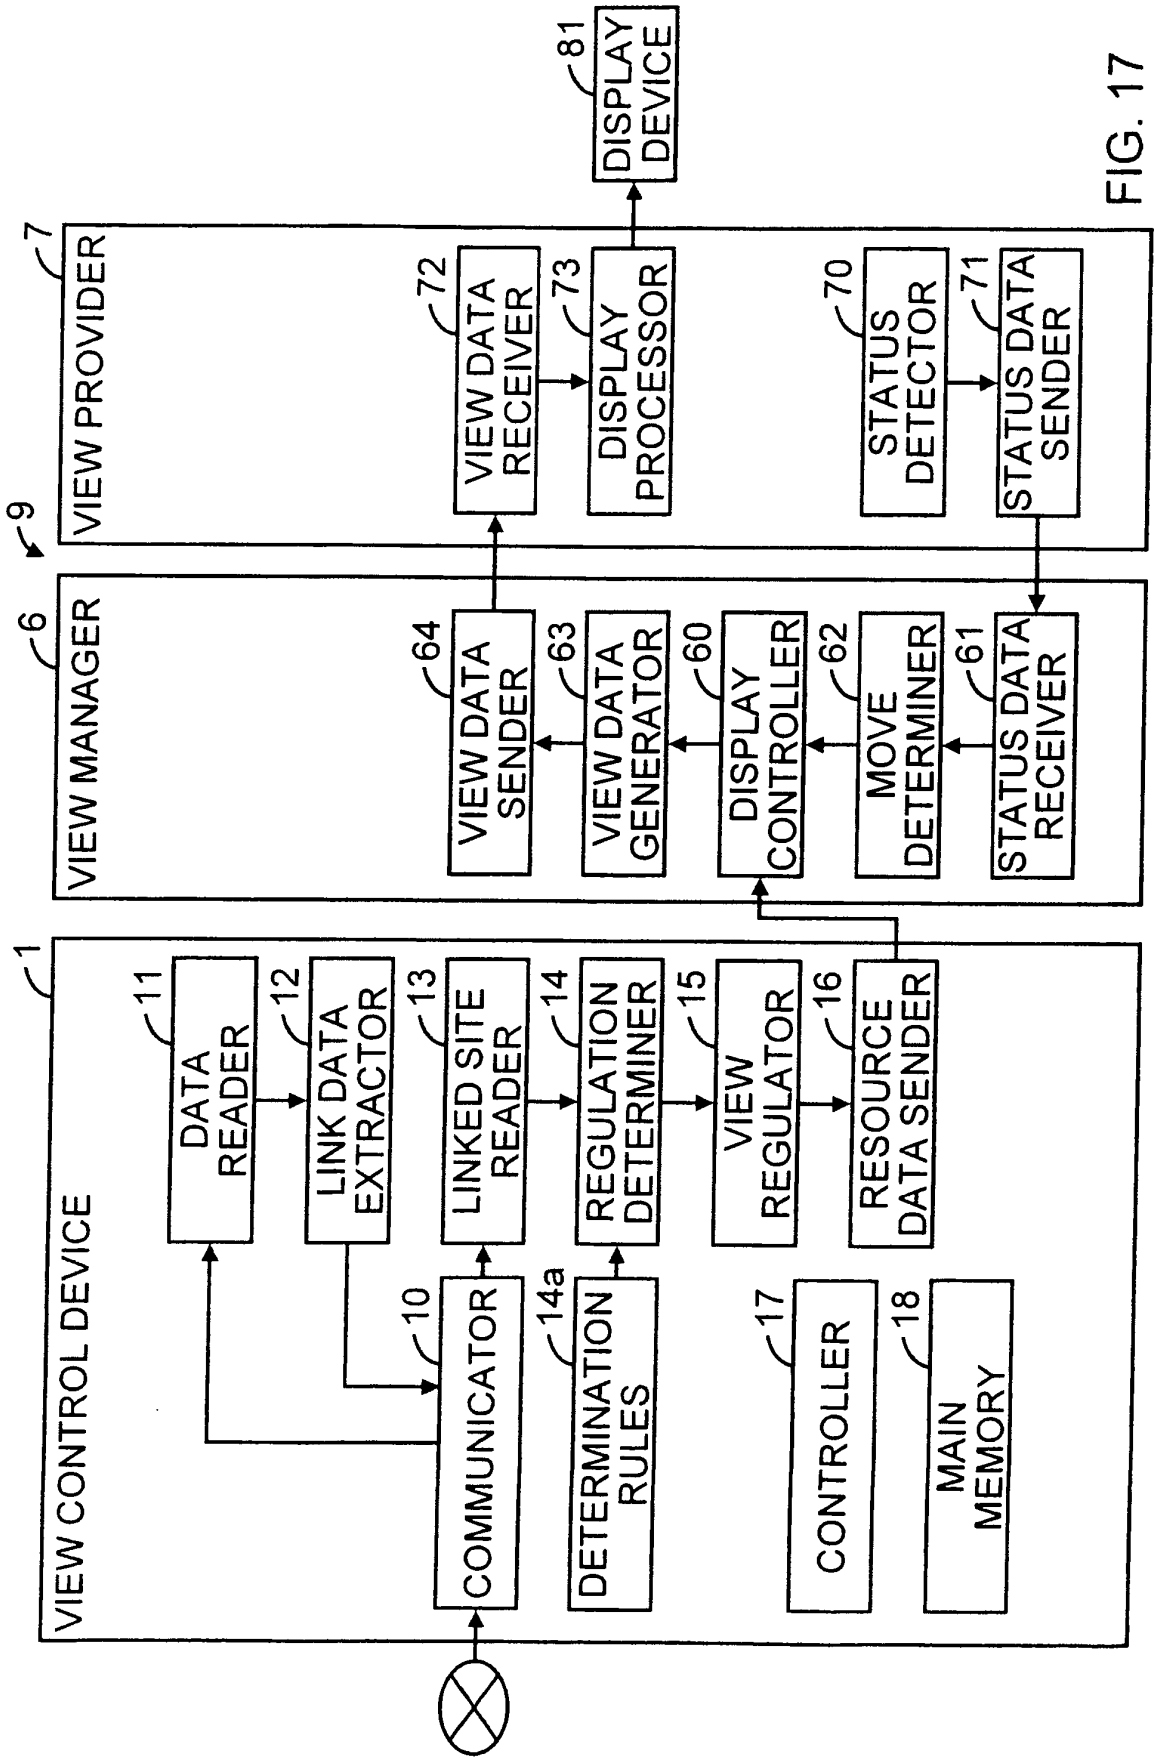 9
VIEW CONTROL DEVICE
1
DATA
READER
11
LINK DATA
EXTRACTOR
12
COMMUNICATOR
10
LINKED SITE
READER
13
DETERMINATION
RULES
14a
REGULATION
DETERMINER
14
VIEW
REGULATOR
15
CONTROLLER
17
RESOURCE
DATA SENDER
16
MAIN
MEMORY
18
VIEW MANAGER
6
VIEW DATA
SENDER
64
VIEW DATA
GENERATOR
63
DISPLAY
CONTROLLER
60
MOVE
DETERMINER
62
STATUS DATA
RECEIVER
61
VIEW PROVIDER
7
VIEW DATA
RECEIVER
72
DISPLAY
PROCESSOR
73
STATUS
DETECTOR
70
STATUS DATA
SENDER
71
DISPLAY
DEVICE
81
FIG. 17